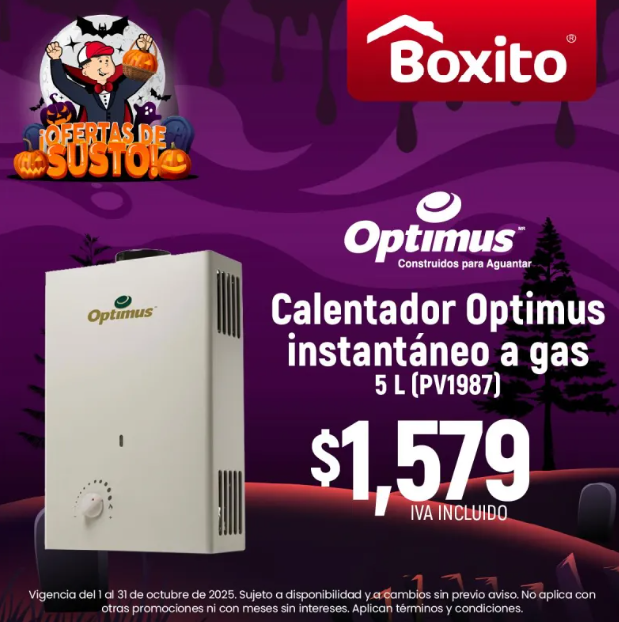 ¡OFERTAS DE
SUSTO!
Boxito®
Optimus
Construidos para Aguantar
Optimus
Calentador Optimus
instantáneo a gas
5 L (PV1987)
$1,579
IVA INCLUIDO
Vigencia del 1 al 31 de octubre de 2025. Sujeto a disponibilidad y a cambios sin previo aviso. No aplica con
otras promociones ni con meses sin intereses. Aplican términos y condiciones.